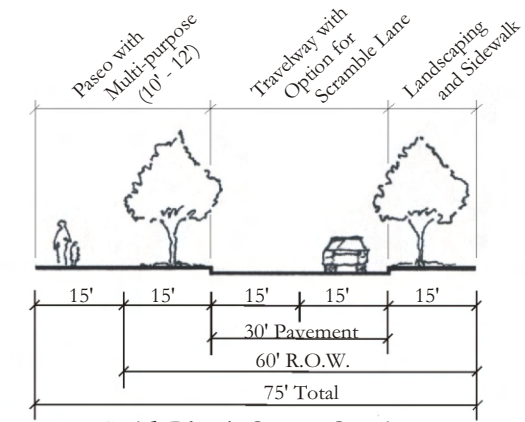 Paseo with
Multi-purpose
(10' - 12')
Travelway with
Option for
Scramble Lane
Landscaping
and Sidewalk
15' 15' 15' 15' 15'
30' Pavement
60' R.O.W.
75' Total